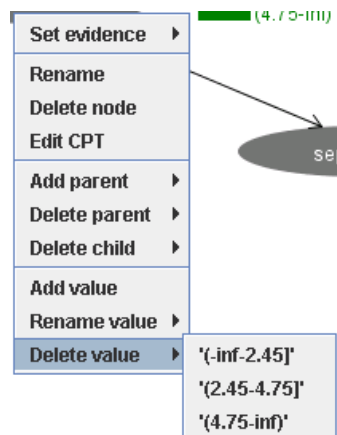 (4.75-inf)
Set evidence
Rename
Delete node
Edit CPT
se
Add parent
Delete parent
Delete child
Add value
Rename value
Delete value
'(-inf-2.45]'
'(2.45-4.75]'
'(4.75-inf)'